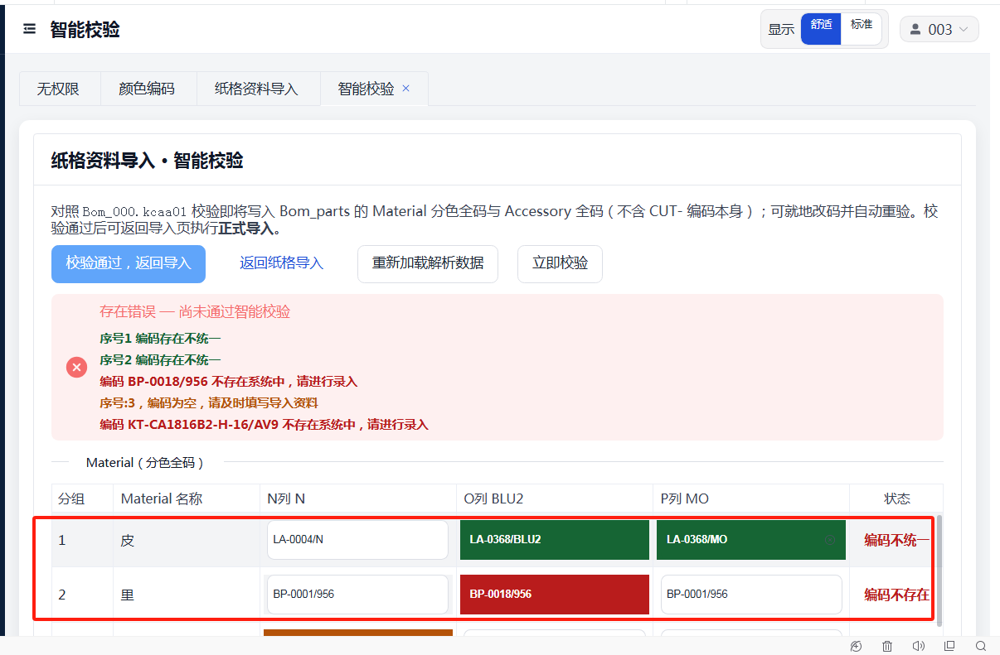 智能校验
显示 舒适 标准 003
无权限 颜色编码 纸格资料导入 智能校验 ×
纸格资料导入 · 智能校验
对照 Bom_000.kcaa01 校验即将写入 Bom_parts 的 Material 分色全码与 Accessory 全码（不含 CUT- 编码本身）；可就地改码并自动重验。校
验通过后可返回导入页执行正式导入。
校验通过，返回导入 返回纸格导入 重新加载解析数据 立即校验
存在错误 — 尚未通过智能校验
序号1 编码存在不统一
序号2 编码存在不统一
编码 BP-0018/956 不存在系统中，请进行录入
序号:3，编码为空，请及时填写导入资料
编码 KT-CA1816B2-H-16/AV9 不存在系统中，请进行录入
Material（分色全码）
分组 Material 名称 N列 N O列 BLU2 P列 MO 状态
1 皮 LA-0004/N LA-0368/BLU2 LA-0368/MO 编码不统一
2 里 BP-0001/956 BP-0018/956 BP-0001/956 编码不存在